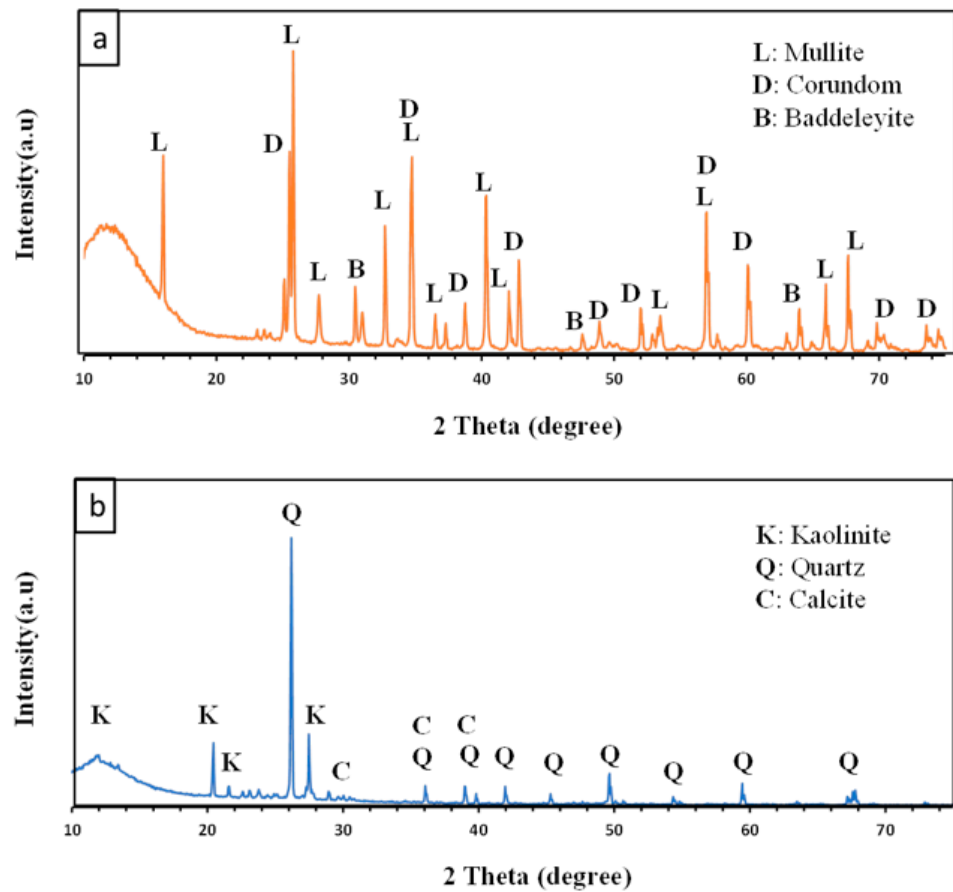 a
L: Mullite
D: Corundom
B: Baddeleyite
Intensity(a.u)
L
D
L
L
B
L
D
L
L
D
L
L
D
B
D
D
L
D
L
D
B
L
L
D
D
10 20 30 40 50 60 70
2 Theta (degree)
b
K: Kaolinite
Q: Quartz
C: Calcite
Intensity(a.u)
K
K
K
Q
K
C
C
Q
C
Q
Q
Q
Q
Q
Q
Q
10 20 30 40 50 60 70
2 Theta (degree)